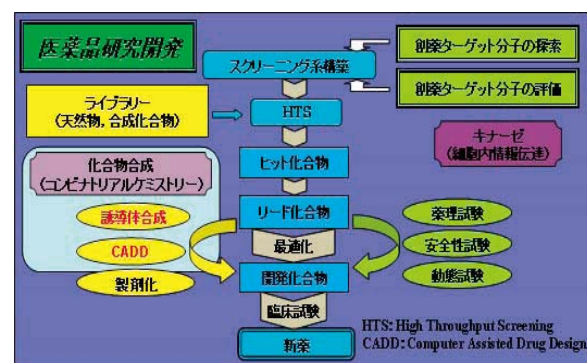 医薬品研究開発
創薬ターゲット分子の探索
スクリーニング系構築
創薬ターゲット分子の評価
ライブラリー
(天然物, 合成化合物)
HTS
キナーゼ
(細胞内情報伝達)
ヒット化合物
化合物合成
(コンビナトリアルケミストリー)
リード化合物
誘導体合成
薬理試験
最適化
CADD
安全性試験
製剤化
開発化合物
動態試験
臨床試験
新薬
HTS: High Throughput Screening
CADD: Computer Assisted Drug Design